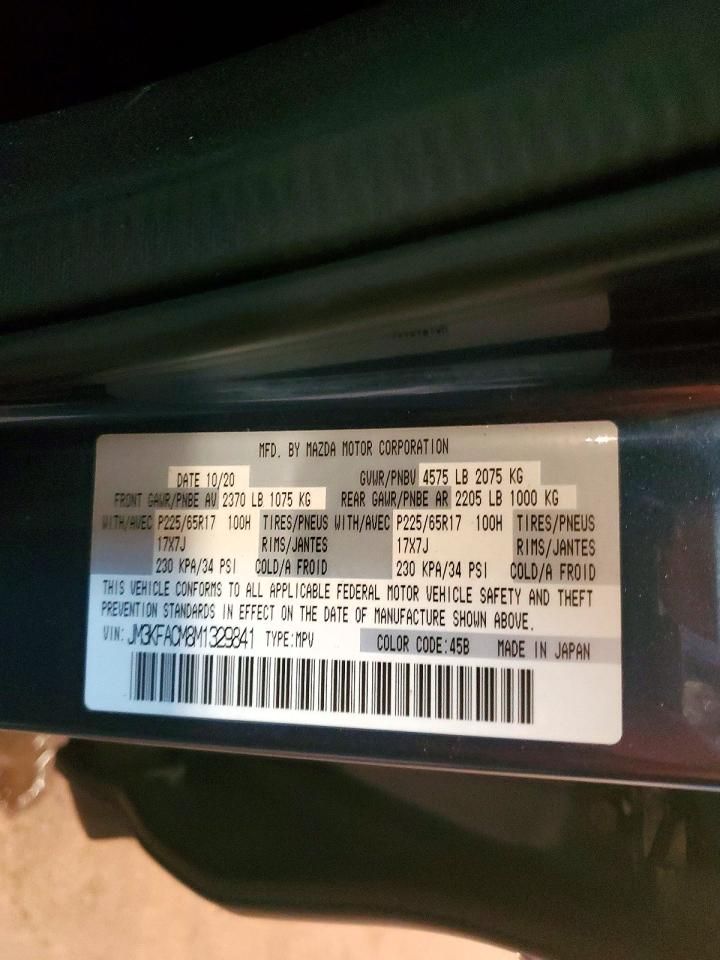 MFD. BY MAZDA MOTOR CORPORATION
DATE 10/20 GVWR/PNBV 4575 LB 2075 KG
FRONT GAWR/PNBE AV 2370 LB 1075 KG REAR GAWR/PNBE AR 2205 LB 1000 KG
WITH/AVEC P225/65R17 100H TIRES/PNEUS WITH/AVEC P225/65R17 100H TIRES/PNEUS
17X7J RIMS/JANTES 17X7J RIMS/JANTES
230 KPA/34 PSI COLD/A FROID 230 KPA/34 PSI COLD/A FROID
THIS VEHICLE CONFORMS TO ALL APPLICABLE FEDERAL MOTOR VEHICLE SAFETY AND THEFT
PREVENTION STANDARDS IN EFFECT ON THE DATE OF MANUFACTURE SHOWN ABOVE.
VIN: JM3KFACM8M1329841 TYPE:MPV COLOR CODE:45B MADE IN JAPAN